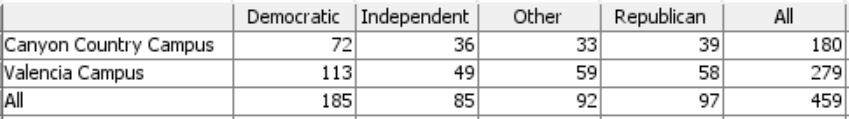 Democratic Independent Other Republican All
Canyon Country Campus 72 36 33 39 180
Valencia Campus 113 49 59 58 279
All 185 85 92 97 459